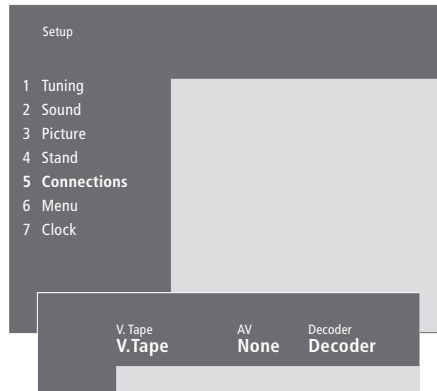 Setup
1 Tuning
2 Sound
3 Picture
4 Stand
5 Connections
6 Menu
7 Clock
V. Tape AV Decoder
V.Tape None Decoder